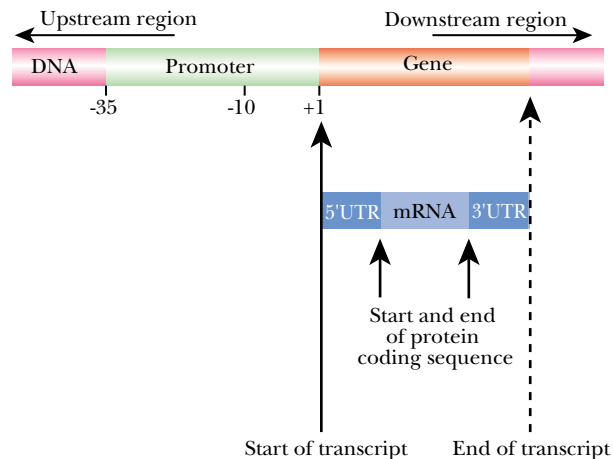 Upstream region
Downstream region
DNA
Promoter
Gene
-35
-10
+1
5'UTR
mRNA
3'UTR
Start and end
of protein
coding sequence
Start of transcript
End of transcript